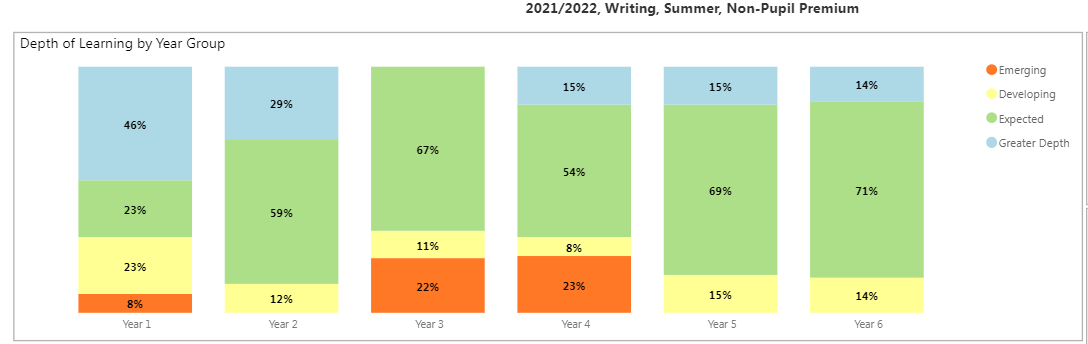 2021/2022, Writing, Summer, Non-Pupil Premium
Depth of Learning by Year Group
46%
23%
23%
8%
29%
59%
12%
67%
11%
22%
15%
54%
8%
23%
15%
69%
15%
14%
71%
14%
Year 1
Year 2
Year 3
Year 4
Year 5
Year 6
Emerging
Developing
Expected
Greater Depth